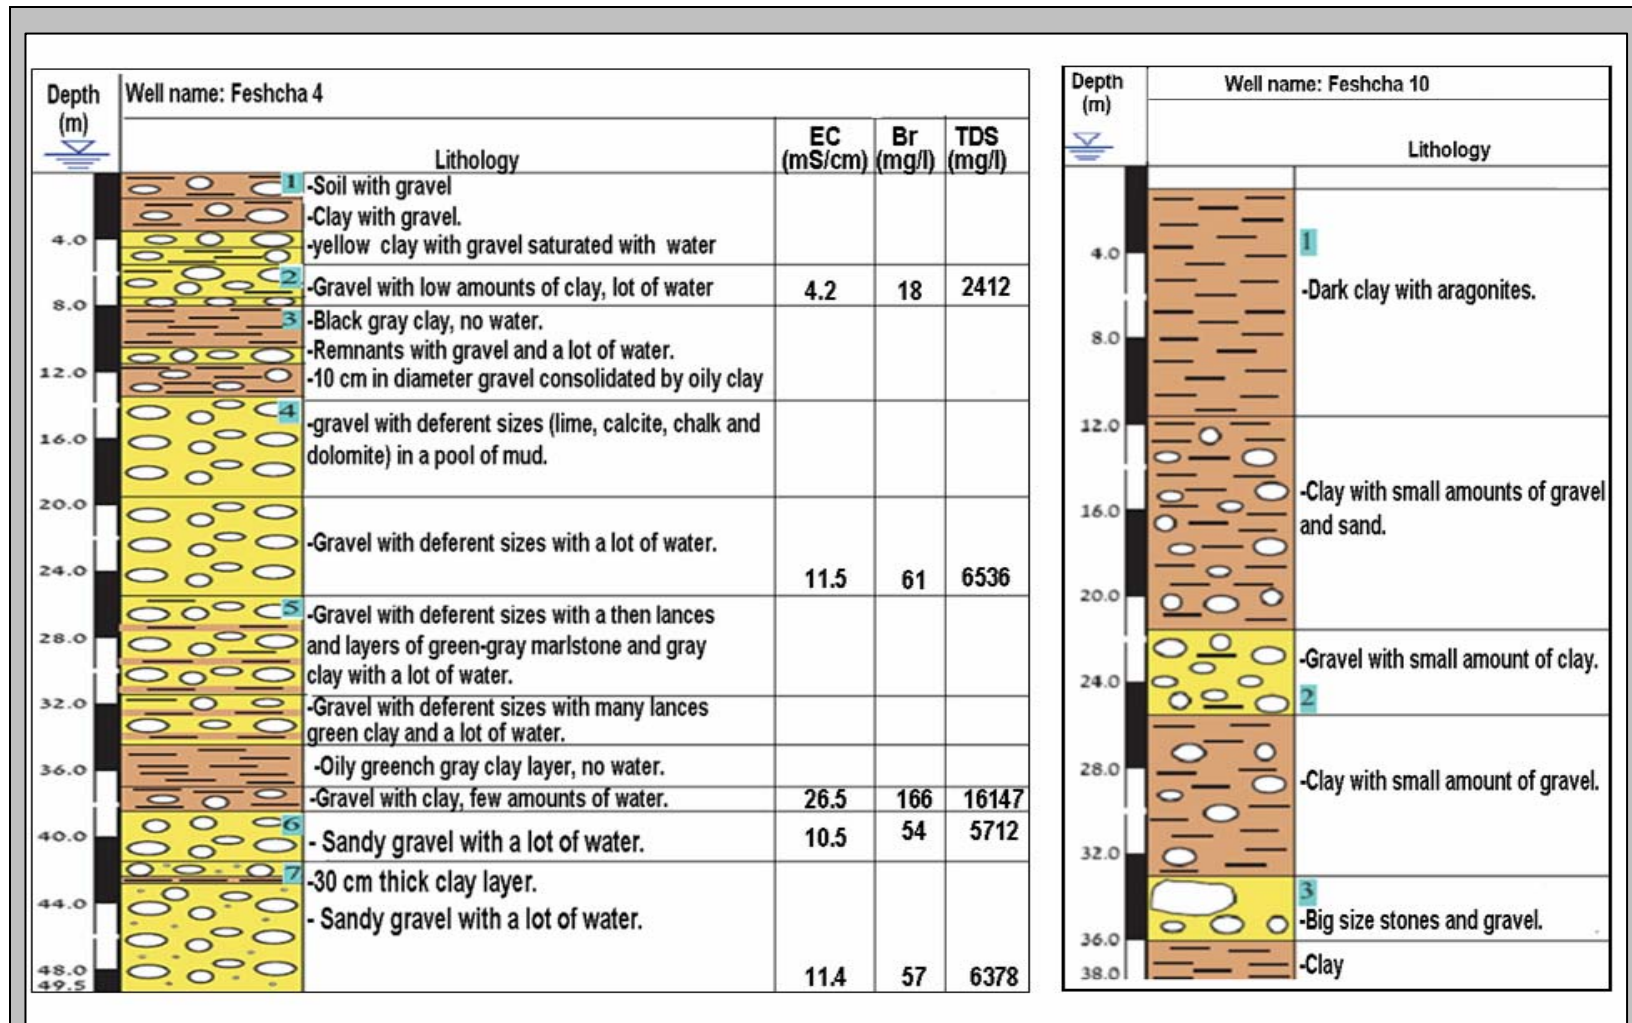 Depth
(m)
Well name: Feshcha 4
Lithology
EC
(mS/cm)
Br
(mg/l)
TDS
(mg/l)
1
-Soil with gravel
-Clay with gravel.
4.0
-yellow clay with gravel saturated with water
2
-Gravel with low amounts of clay, lot of water
4.2
18
2412
8.0
3
-Black gray clay, no water.
-Remnants with gravel and a lot of water.
12.0
-10 cm in diameter gravel consolidated by oily clay
4
-gravel with deferent sizes (lime, calcite, chalk and
dolomite) in a pool of mud.
16.0
20.0
-Gravel with deferent sizes with a lot of water.
24.0
11.5
61
6536
5
-Gravel with deferent sizes with a then lances
and layers of green-gray marlstone and gray
clay with a lot of water.
28.0
32.0
-Gravel with deferent sizes with many lances
green clay and a lot of water.
36.0
-Oily greench gray clay layer, no water.
-Gravel with clay, few amounts of water.
26.5
166
16147
6
40.0
- Sandy gravel with a lot of water.
10.5
54
5712
7
-30 cm thick clay layer.
44.0
- Sandy gravel with a lot of water.
48.0
49.5
11.4
57
6378
Depth
(m)
Well name: Feshcha 10
Lithology
1
4.0
-Dark clay with aragonites.
8.0
12.0
-Clay with small amounts of gravel
and sand.
16.0
20.0
-Gravel with small amount of clay.
24.0
2
28.0
-Clay with small amount of gravel.
32.0
3
-Big size stones and gravel.
36.0
-Clay
38.0